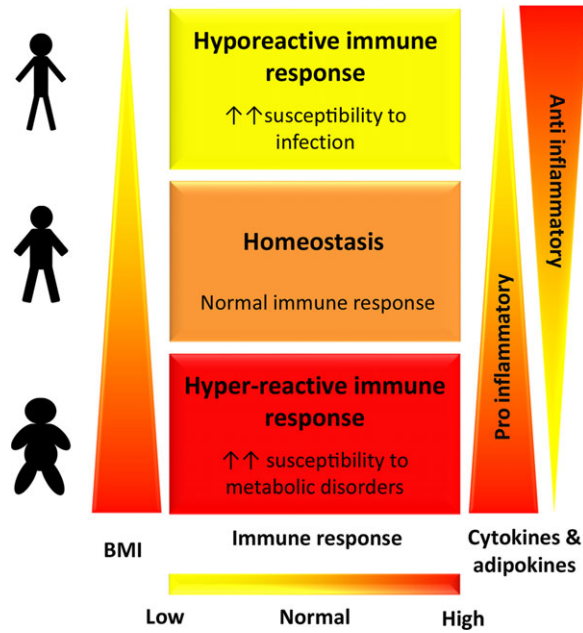 Hyporeactive immune
response
↑↑susceptibility to
infection
Homeostasis
Normal immune response
Hyper-reactive immune
response
↑↑ susceptibility to
metabolic disorders
Pro inflammatory
Anti inflammatory
BMI
Immune response
Cytokines &
adipokines
Low
Normal
High